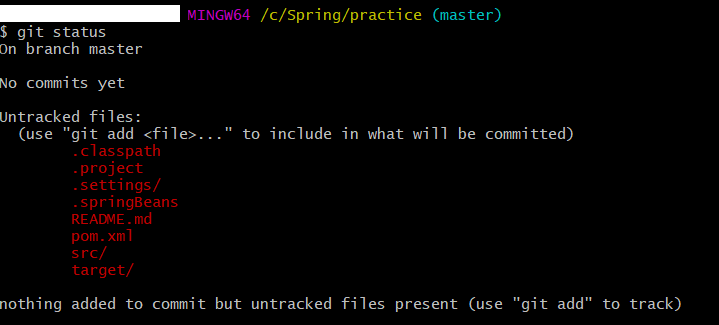 MINGW64 /c/Spring/practice (master)
$ git status
On branch master
No commits yet
Untracked files:
(use "git add <file>..." to include in what will be committed)
.classpath
.project
.settings/
.springBeans
README.md
pom.xml
src/
target/
nothing added to commit but untracked files present (use "git add" to track)